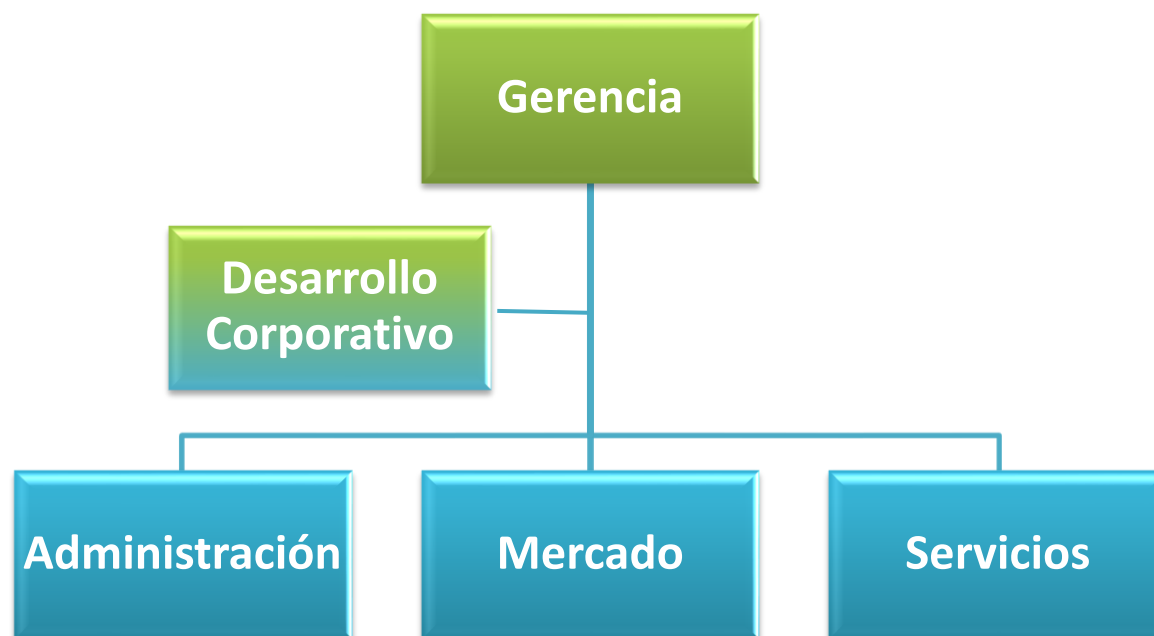 Gerencia
Desarrollo
Corporativo
Administración
Mercado
Servicios